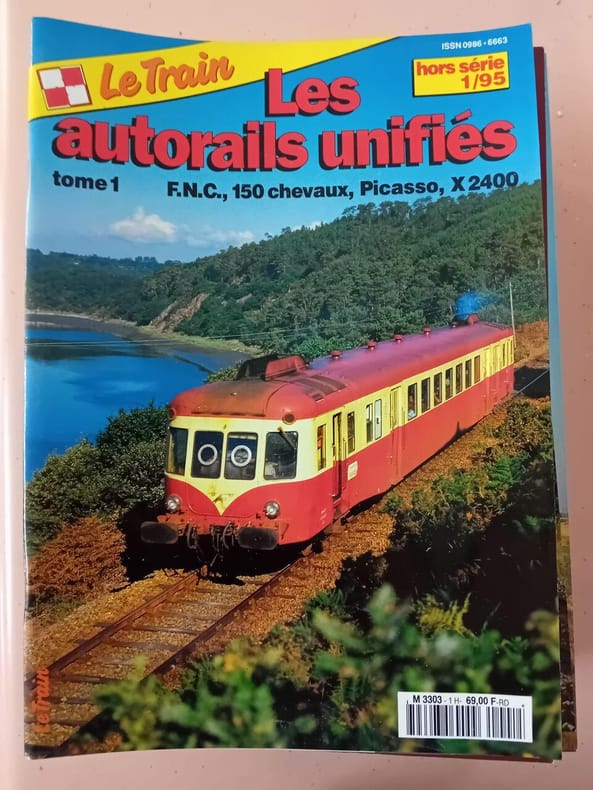 ISSN 0986 - 6663
Le Train
hors série
1/95
Les
autorails unifiés
tome 1
F.N.C., 150 chevaux, Picasso, X 2400
Le Train
M 3303 - 1 H - 69,00 F-RD